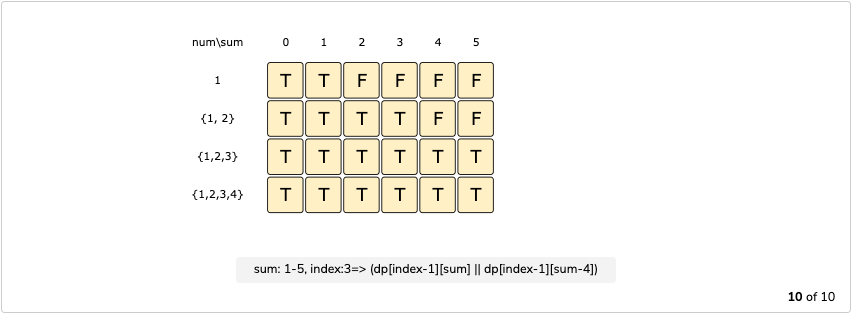 num\sum 0 1 2 3 4 5
1 T T F F F F
{1, 2} T T T T F F
{1,2,3} T T T T T T
{1,2,3,4} T T T T T T
sum: 1-5, index:3=> (dp[index-1][sum] || dp[index-1][sum-4])
10 of 10